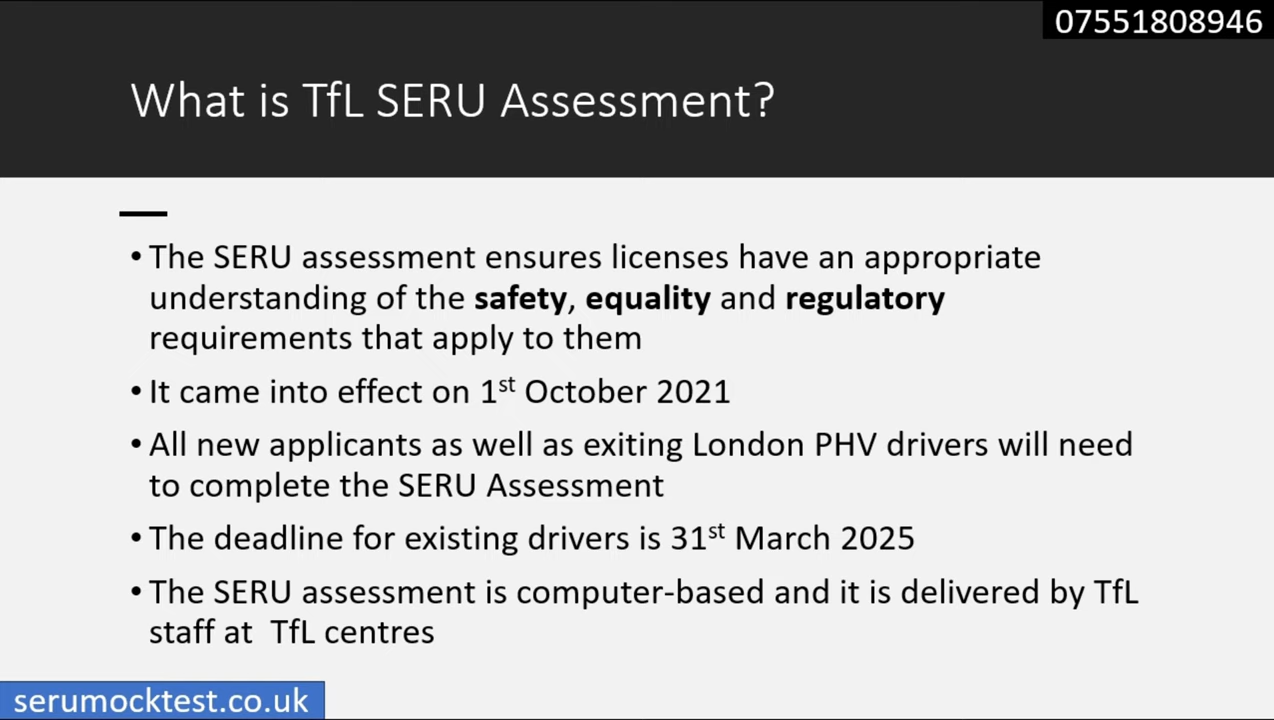 07551808946
What is TfL SERU Assessment?
• The SERU assessment ensures licenses have an appropriate
understanding of the safety, equality and regulatory
requirements that apply to them
• It came into effect on 1st October 2021
• All new applicants as well as exiting London PHV drivers will need
to complete the SERU Assessment
• The deadline for existing drivers is 31st March 2025
• The SERU assessment is computer-based and it is delivered by TfL
staff at  TfL centres
serumocktest.co.uk